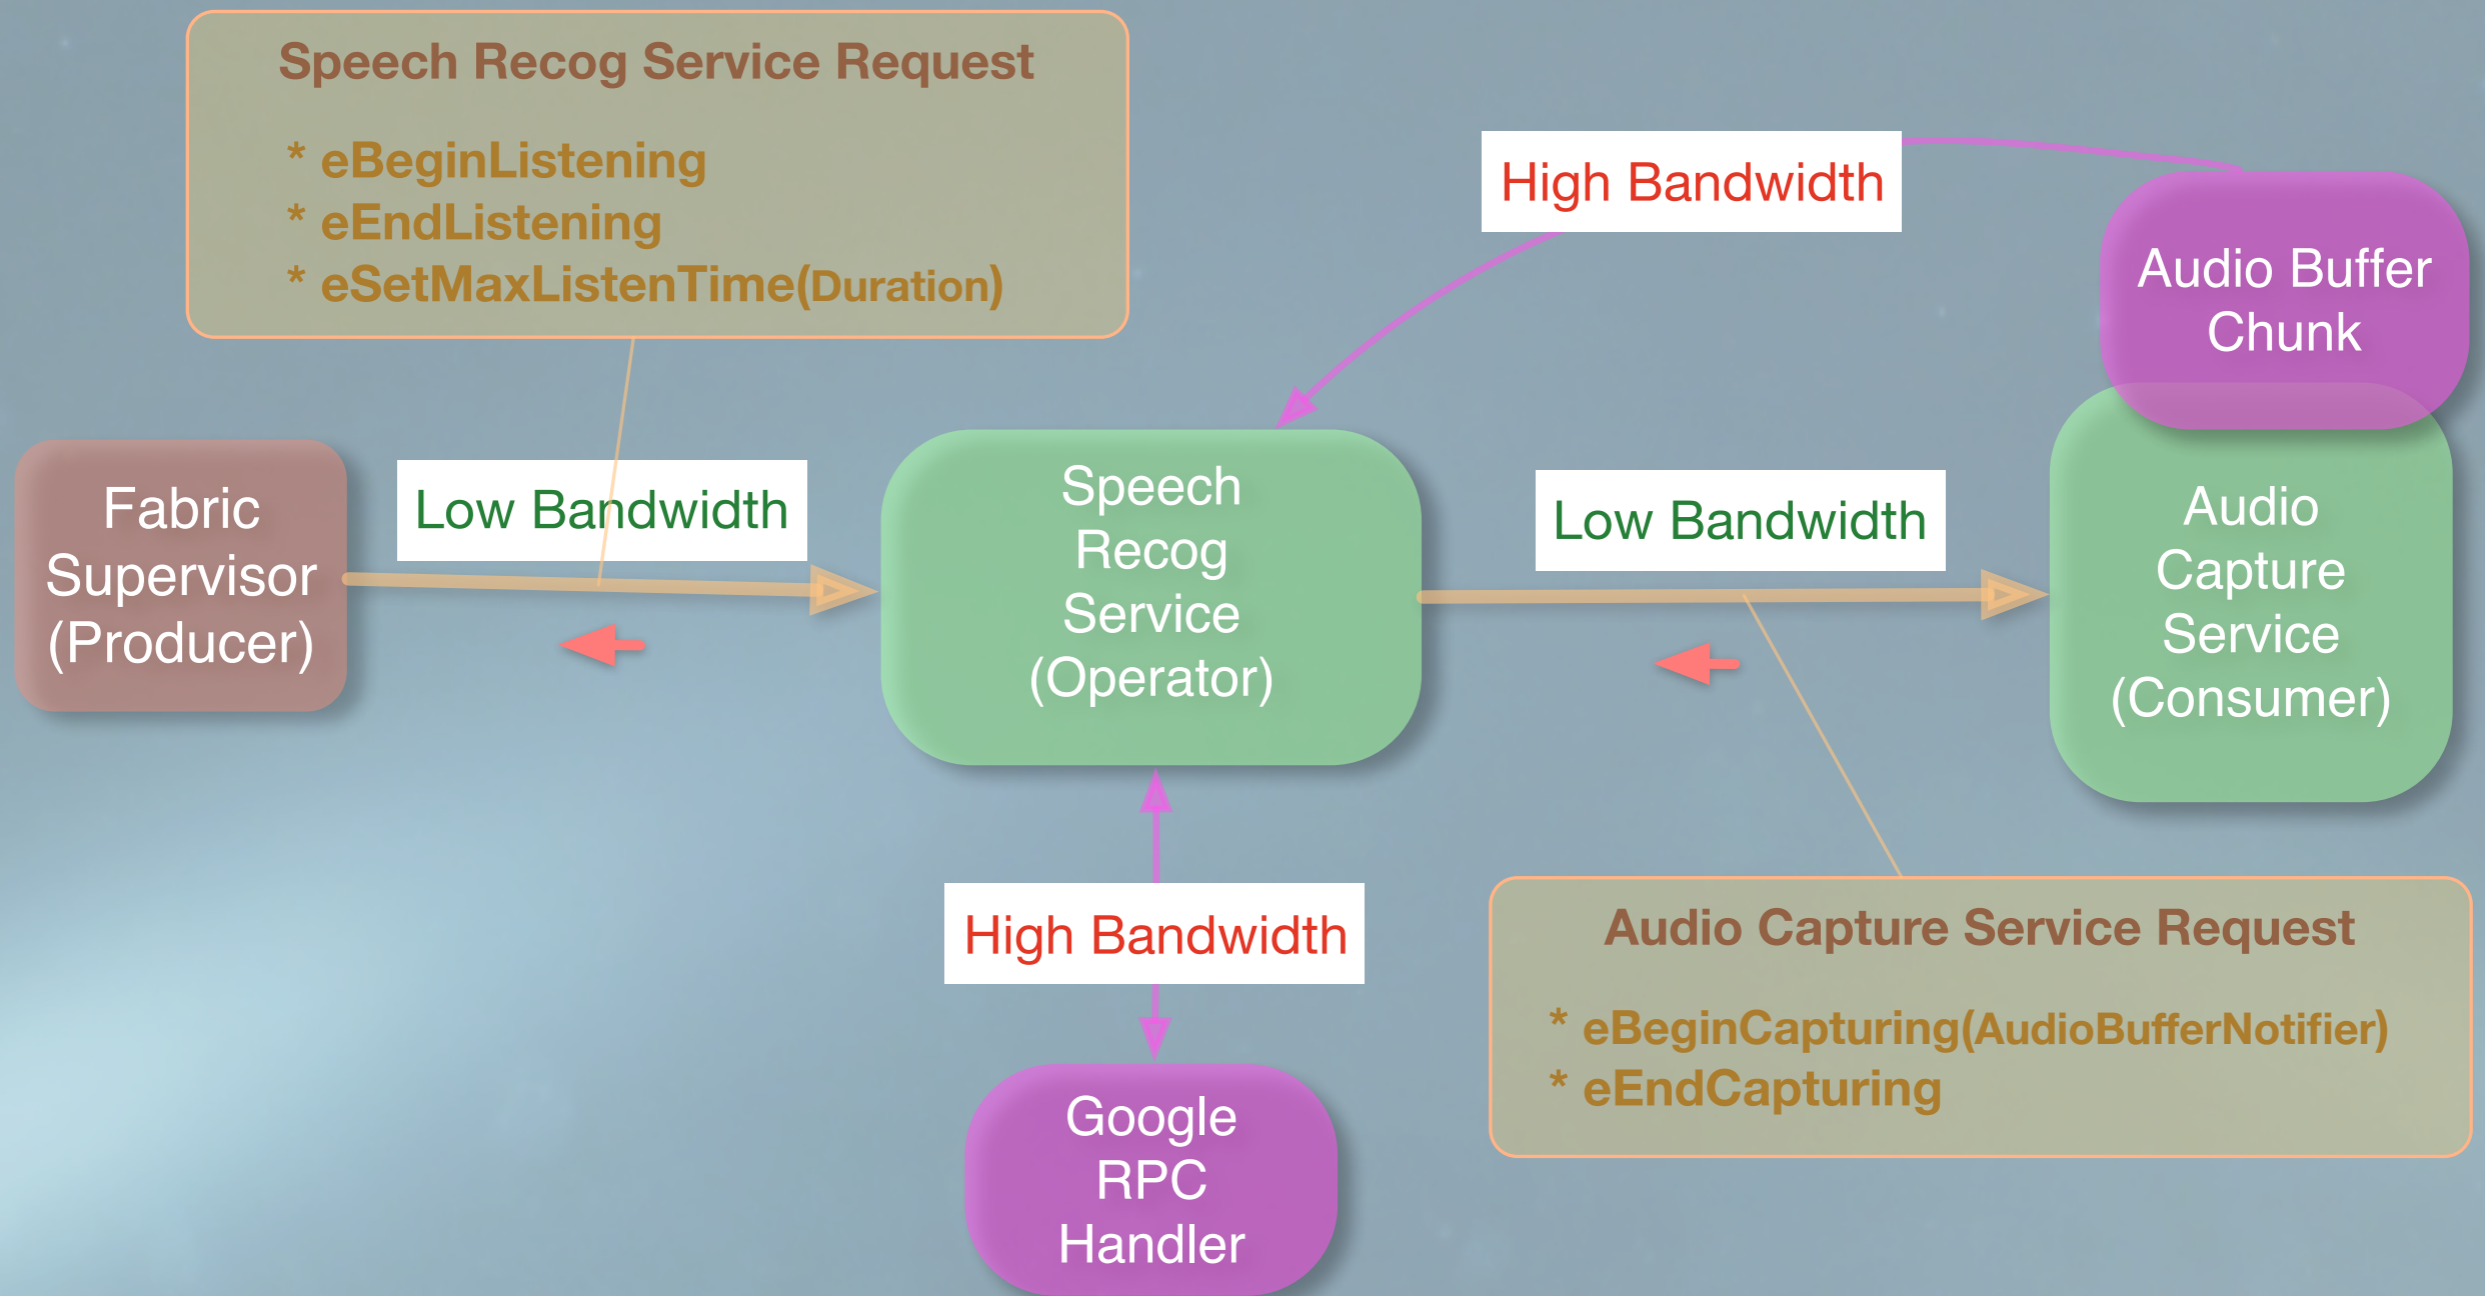 Speech Recog Service Request
* eBeginListening
* eEndListening
* eSetMaxListenTime(Duration)
High Bandwidth
Audio Buffer
Chunk
Fabric
Supervisor
(Producer)
Low Bandwidth
Speech
Recog
Service
(Operator)
Low Bandwidth
Audio
Capture
Service
(Consumer)
High Bandwidth
Google
RPC
Handler
Audio Capture Service Request
* eBeginCapturing(AudioBufferNotifier)
* eEndCapturing